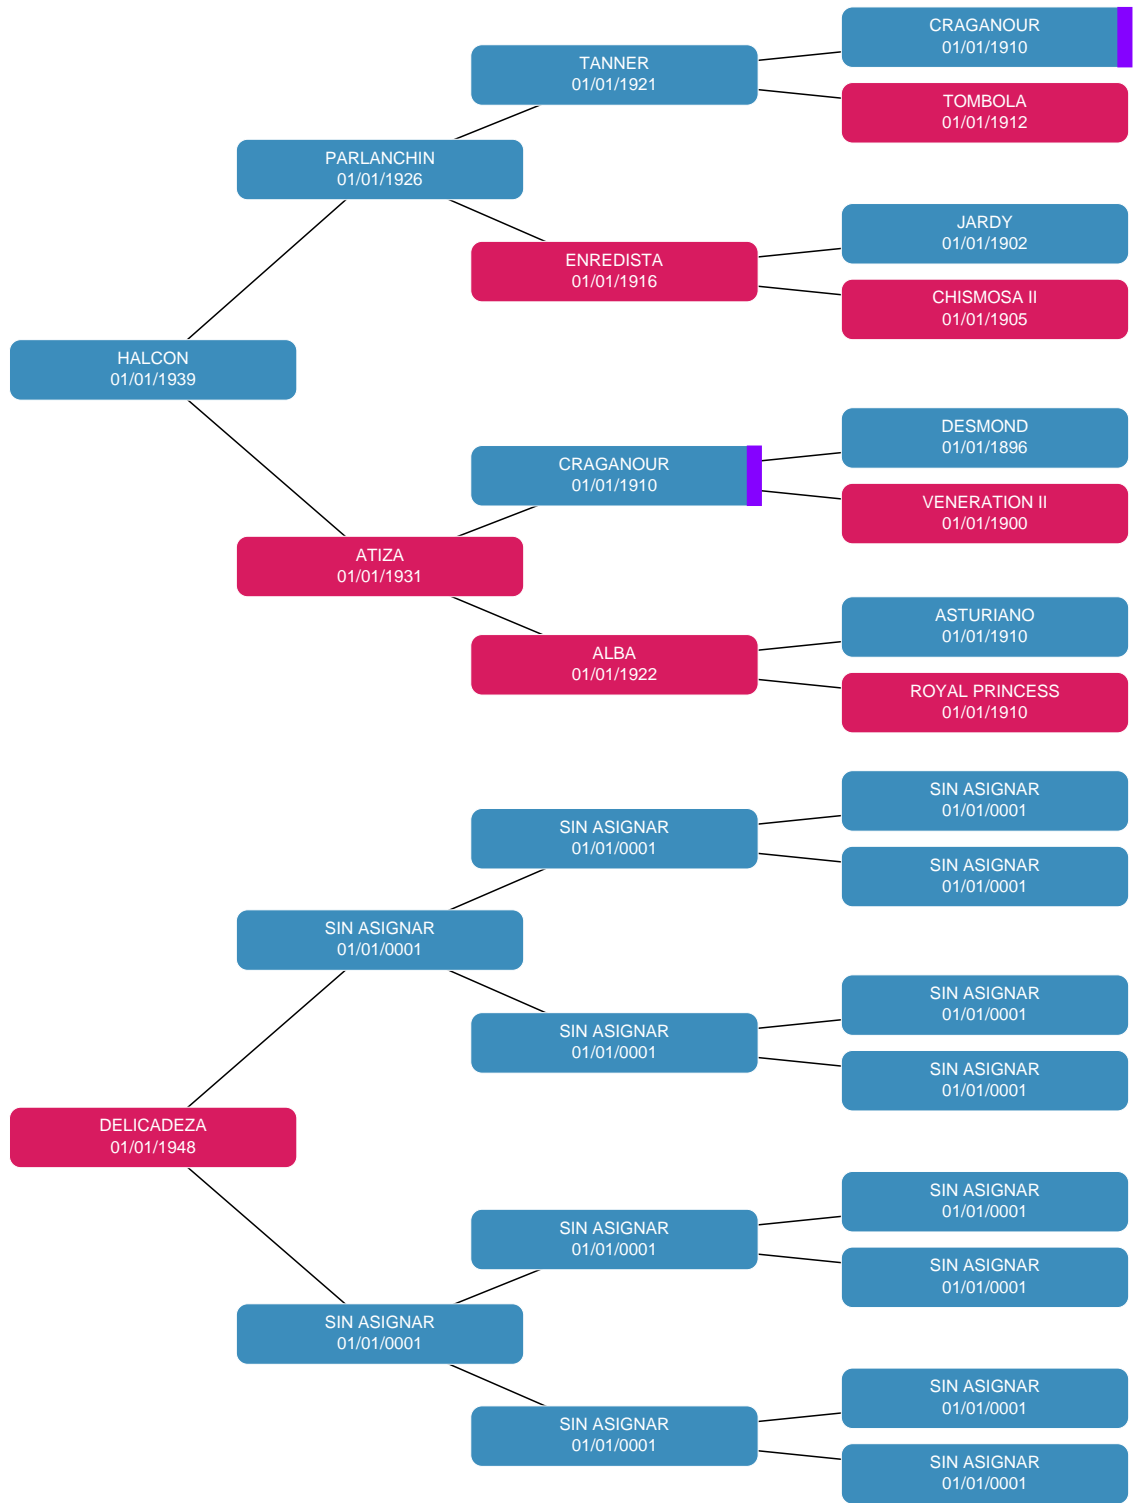 CRAGANOUR
01/01/1910
TANNER
01/01/1921
TOMBOLA
01/01/1912
PARLANCHIN
01/01/1926
JARDY
01/01/1902
ENREDISTA
01/01/1916
CHISMOSA II
01/01/1905
HALCON
01/01/1939
DESMOND
01/01/1896
CRAGANOUR
01/01/1910
VENERATION II
01/01/1900
ATIZA
01/01/1931
ASTURIANO
01/01/1910
ALBA
01/01/1922
ROYAL PRINCESS
01/01/1910
SIN ASIGNAR
01/01/0001
SIN ASIGNAR
01/01/0001
SIN ASIGNAR
01/01/0001
SIN ASIGNAR
01/01/0001
SIN ASIGNAR
01/01/0001
SIN ASIGNAR
01/01/0001
SIN ASIGNAR
01/01/0001
DELICADEZA
01/01/1948
SIN ASIGNAR
01/01/0001
SIN ASIGNAR
01/01/0001
SIN ASIGNAR
01/01/0001
SIN ASIGNAR
01/01/0001
SIN ASIGNAR
01/01/0001
SIN ASIGNAR
01/01/0001
SIN ASIGNAR
01/01/0001